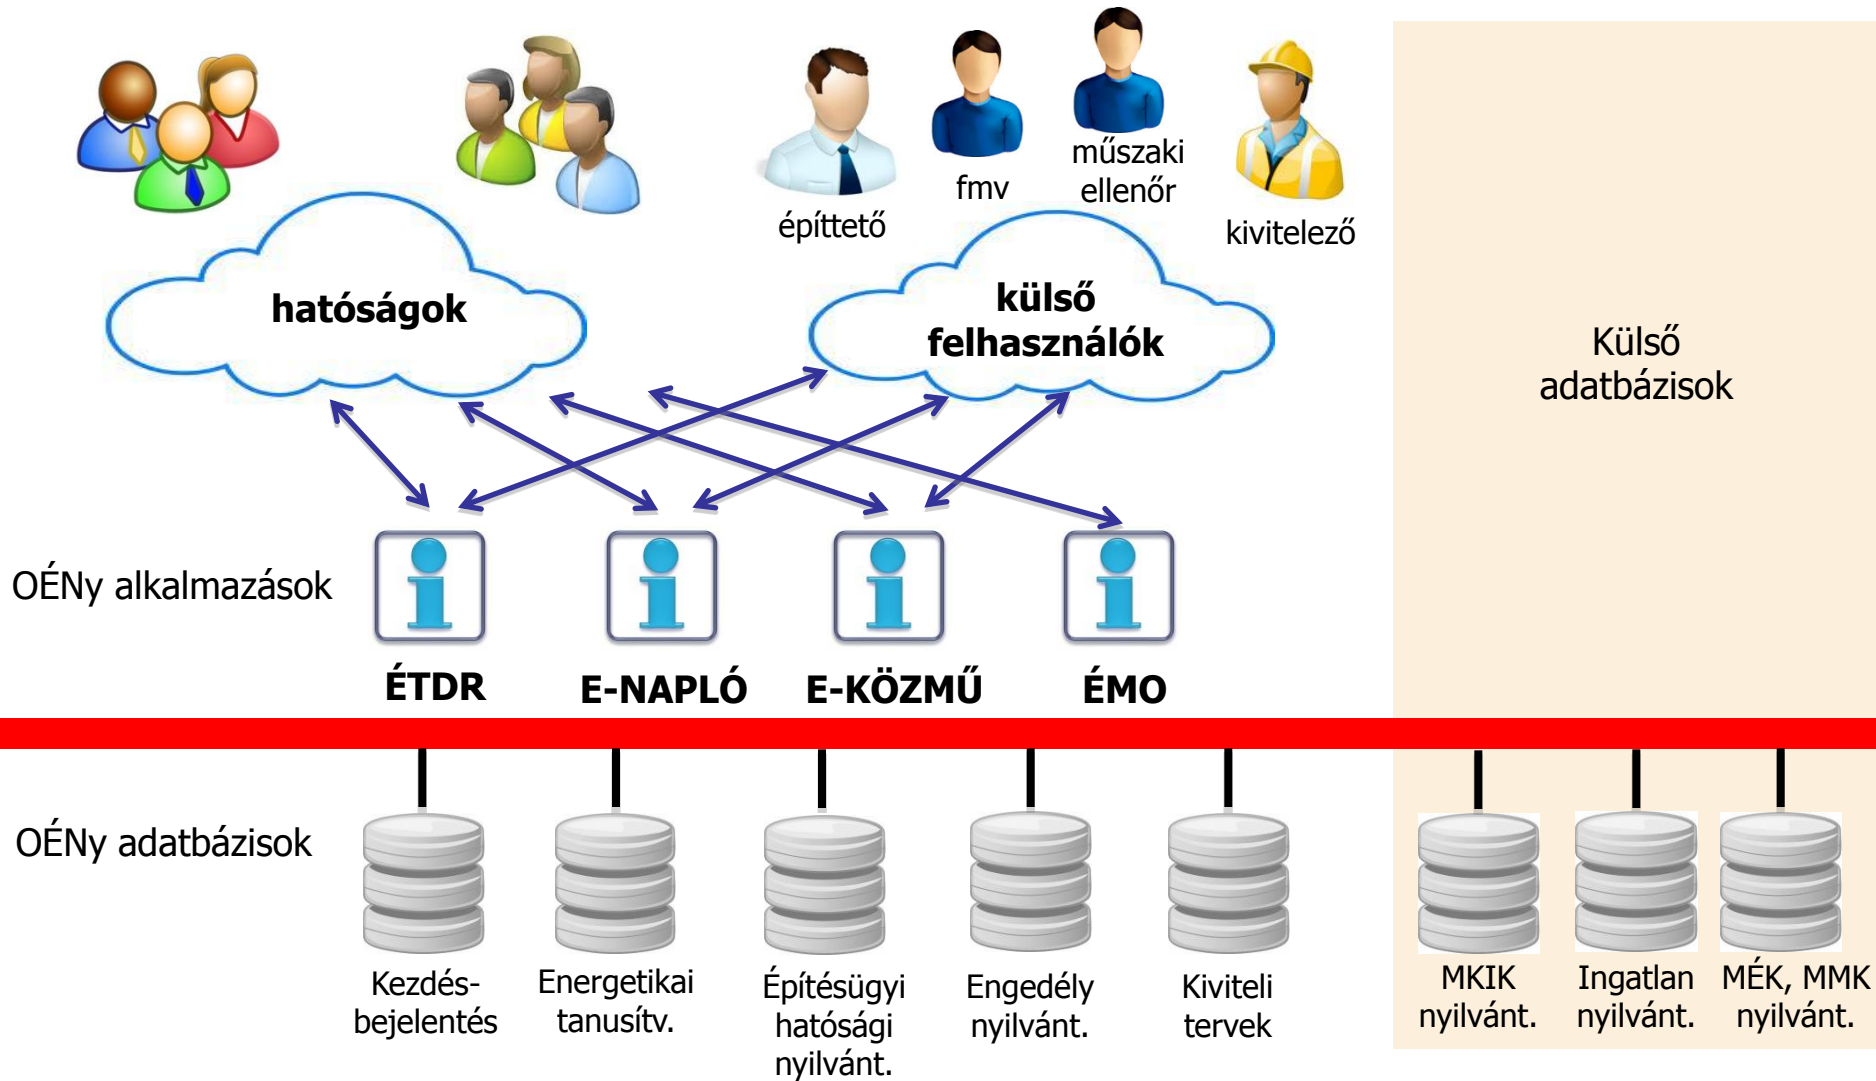 építtető
fmv
műszaki
ellenőr
kivitelező
hatóságok
külső
felhasználók
Külső
adatbázisok
OÉNy alkalmazások
ÉTDR
E-NAPLÓ
E-KÖZMŰ
ÉMO
OÉNy adatbázisok
Kezdés-
bejelentés
Energetikai
tanusítv.
Építésügyi
hatósági
nyilvánt.
Engedély
nyilvánt.
Kiviteli
tervek
MKIK
nyilvánt.
Ingatlan
nyilvánt.
MÉK, MMK
nyilvánt.